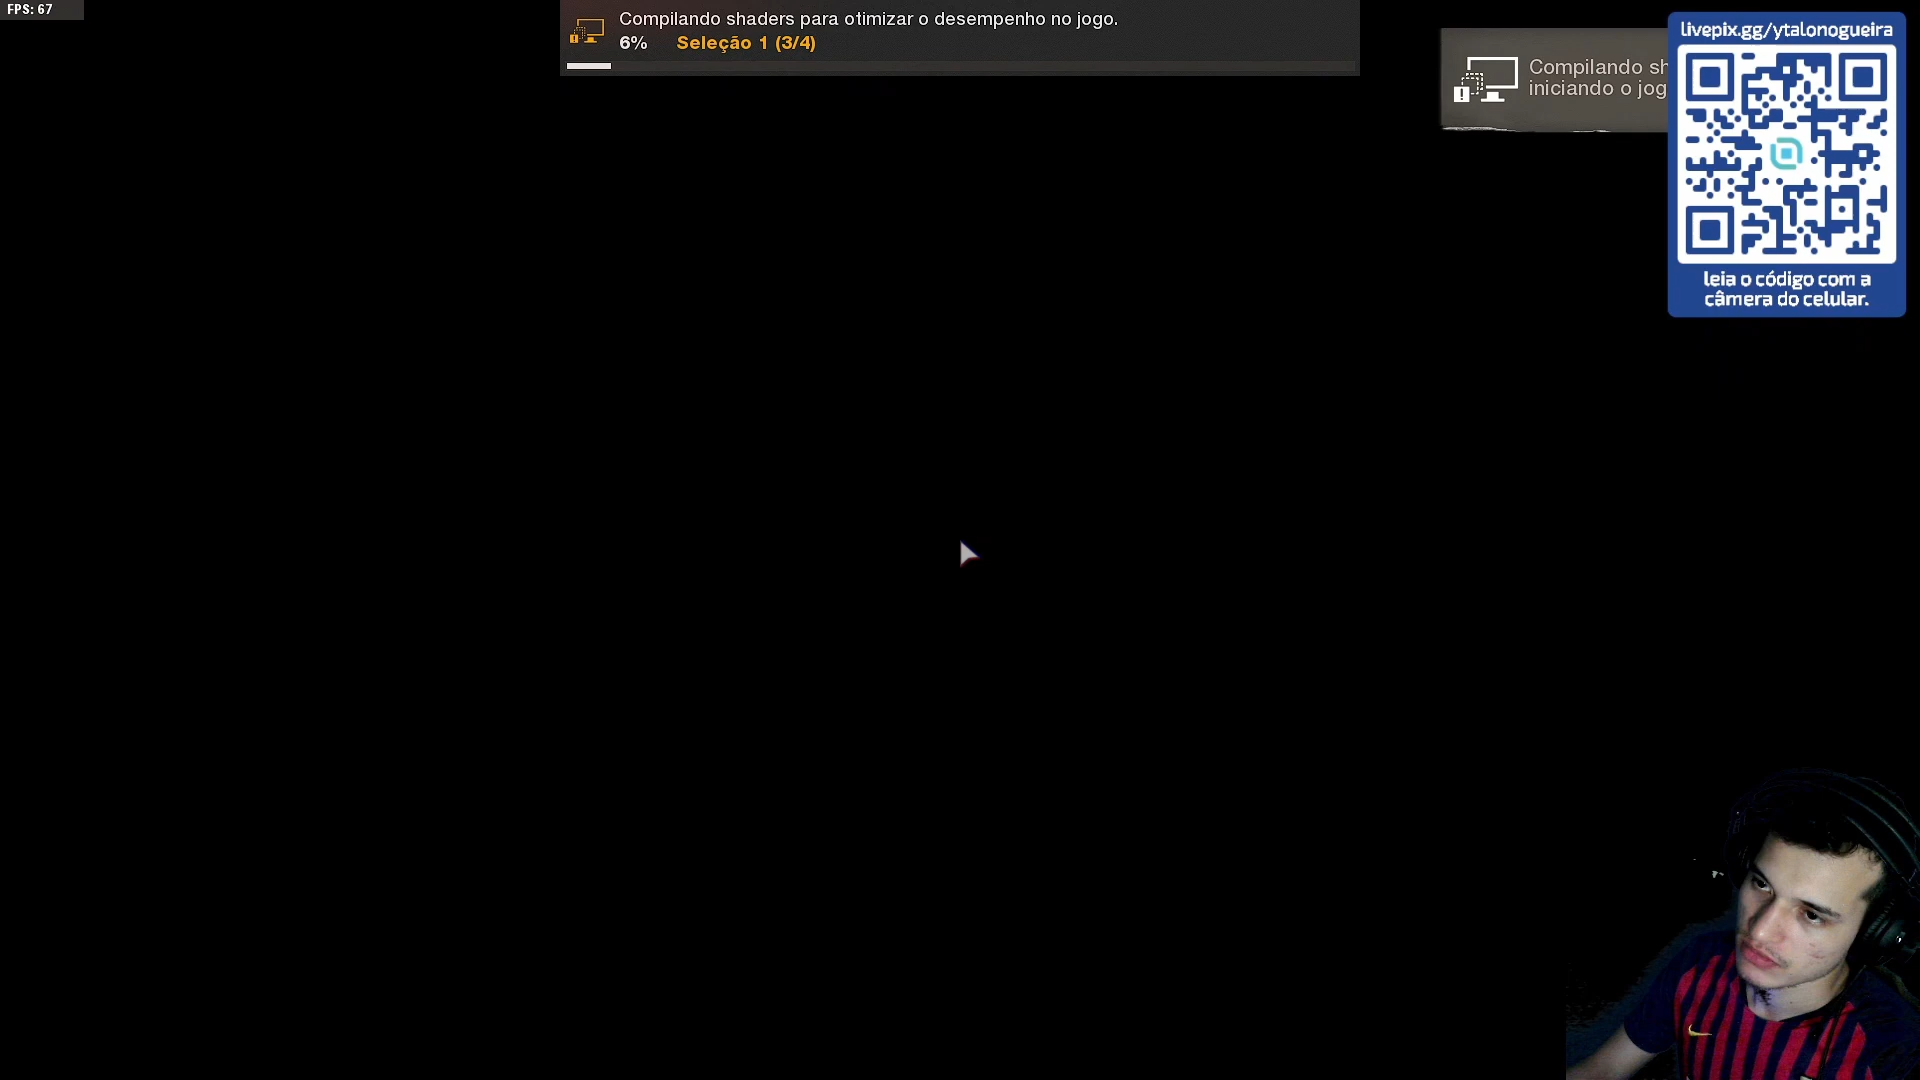 FPS: 67
Compilando shaders para otimizar o desempenho no jogo.
6% Seleção 1 (3/4)
Compilando sh
iniciando o jog
livepix.gg/ytalonogueira
leia o código com a
câmera do celular.